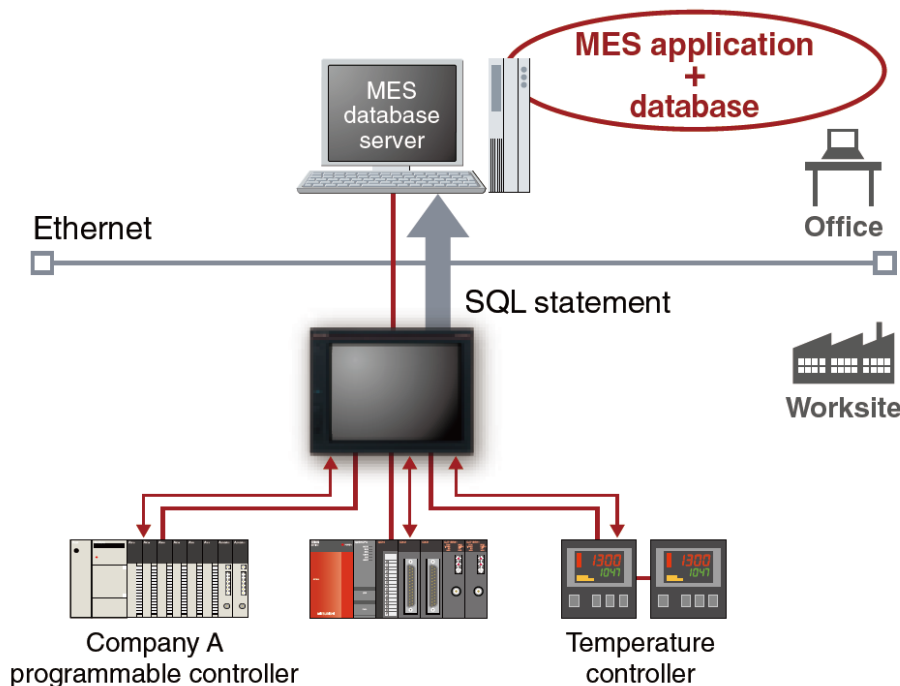 MES application
+
database
MES
database
server
Office
Ethernet
SQL statement
Worksite
1300
1047
1300
1047
Company A
programmable controller
Temperature
controller